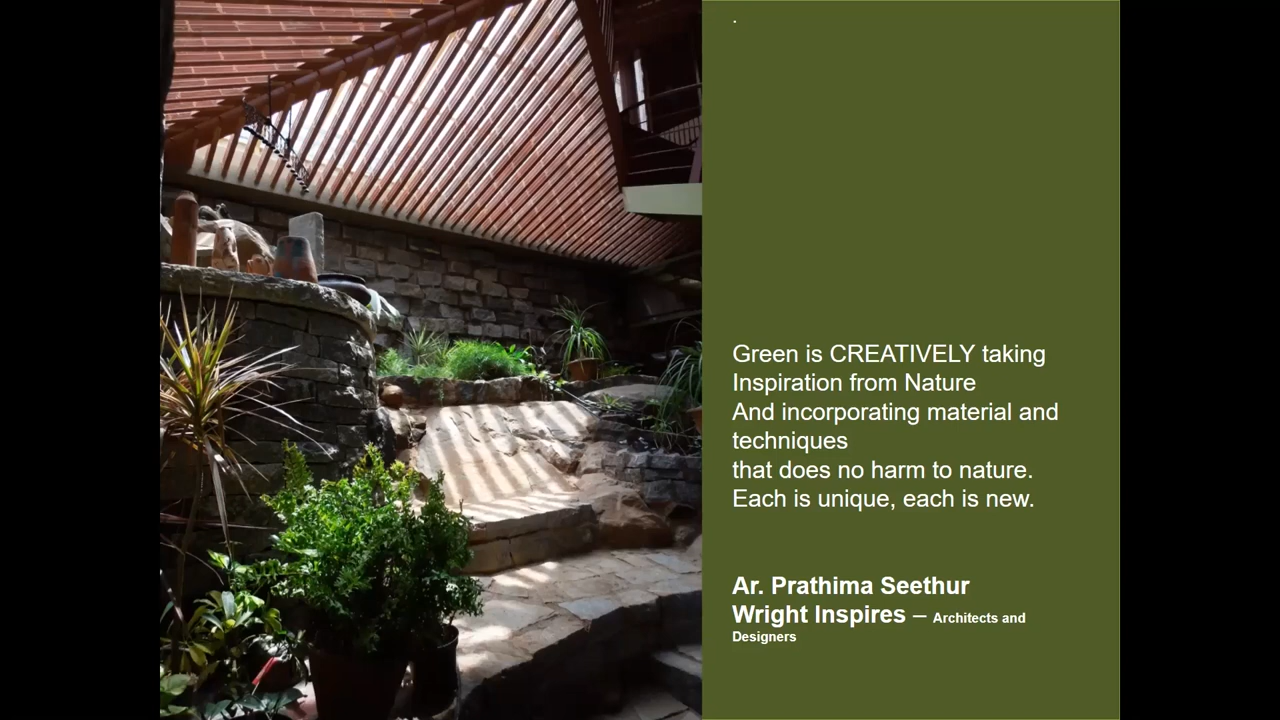 .
Green is CREATIVELY taking
Inspiration from Nature
And incorporating material and
techniques
that does no harm to nature.
Each is unique, each is new.
Ar. Prathima Seethur
Wright Inspires – Architects and
Designers